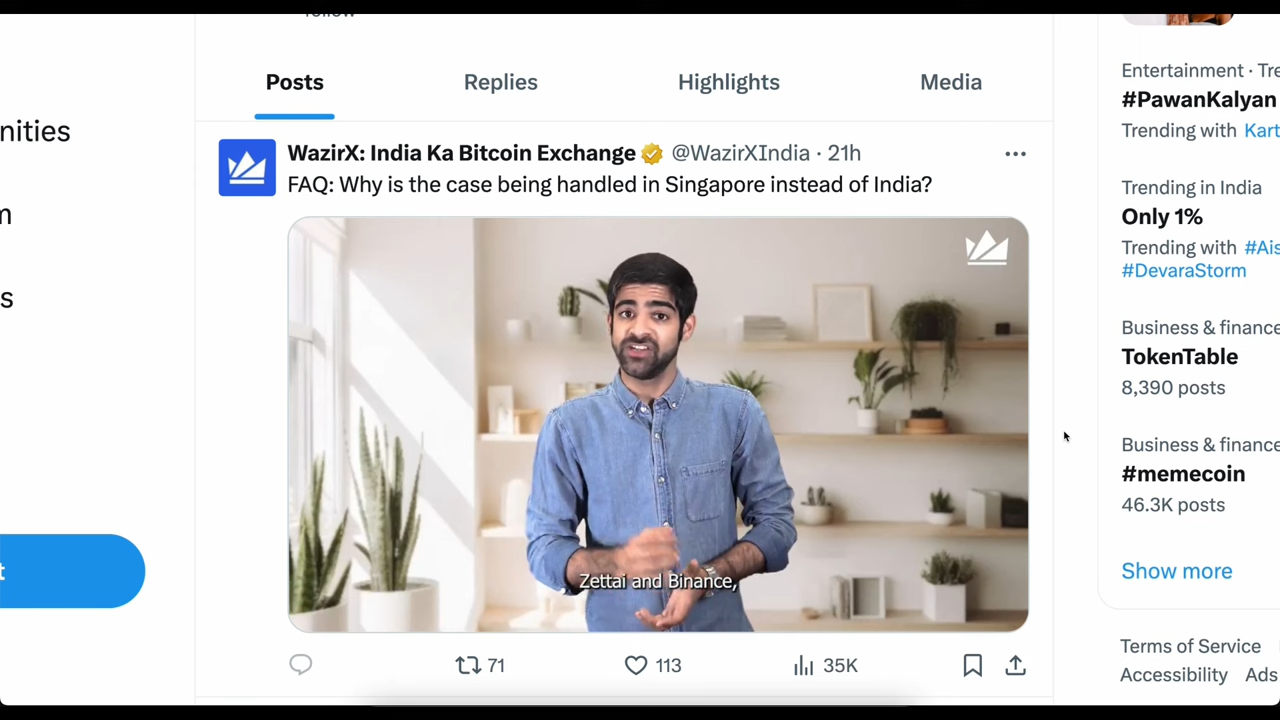 follow
Posts
Replies
Highlights
Media
nities
m
s
t
WazirX: India Ka Bitcoin Exchange @WazirXIndia · 21h
FAQ: Why is the case being handled in Singapore instead of India?
Zettai and Binance,
71
113
35K
Entertainment · Tre
#PawanKalyan
Trending with Kart
Trending in India
Only 1%
Trending with #Ais
#DevaraStorm
Business & finance
TokenTable
8,390 posts
Business & finance
#memecoin
46.3K posts
Show more
Terms of Service
Accessibility Ads